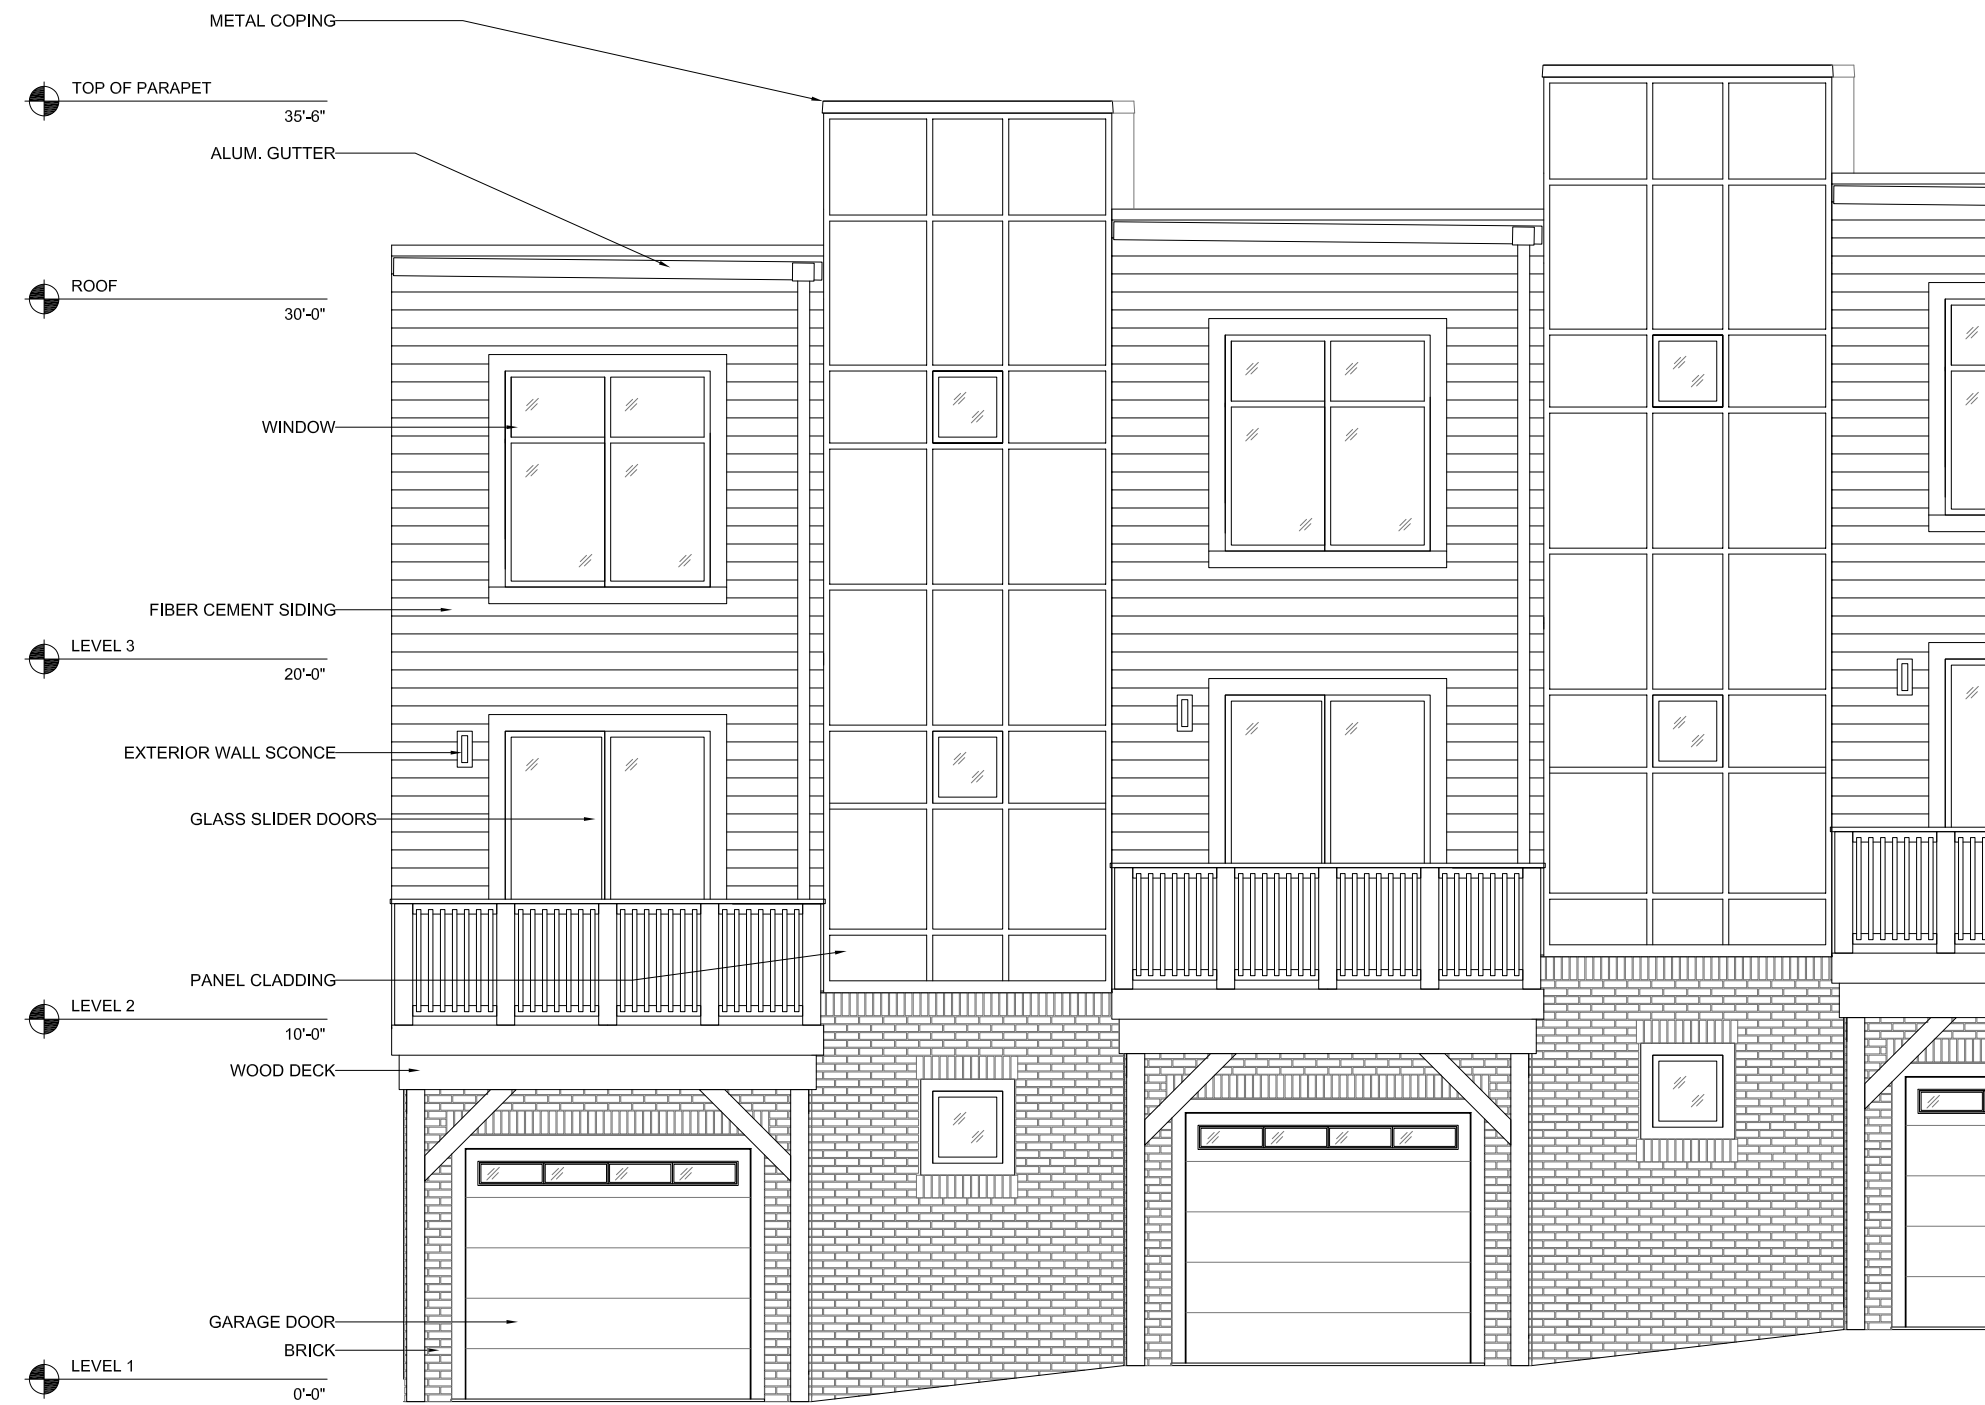 METAL COPING
TOP OF PARAPET
35'-6"
ALUM. GUTTER
ROOF
30'-0"
WINDOW
FIBER CEMENT SIDING
LEVEL 3
20'-0"
EXTERIOR WALL SCONCE
GLASS SLIDER DOORS
PANEL CLADDING
LEVEL 2
10'-0"
WOOD DECK
GARAGE DOOR
BRICK
LEVEL 1
0'-0"